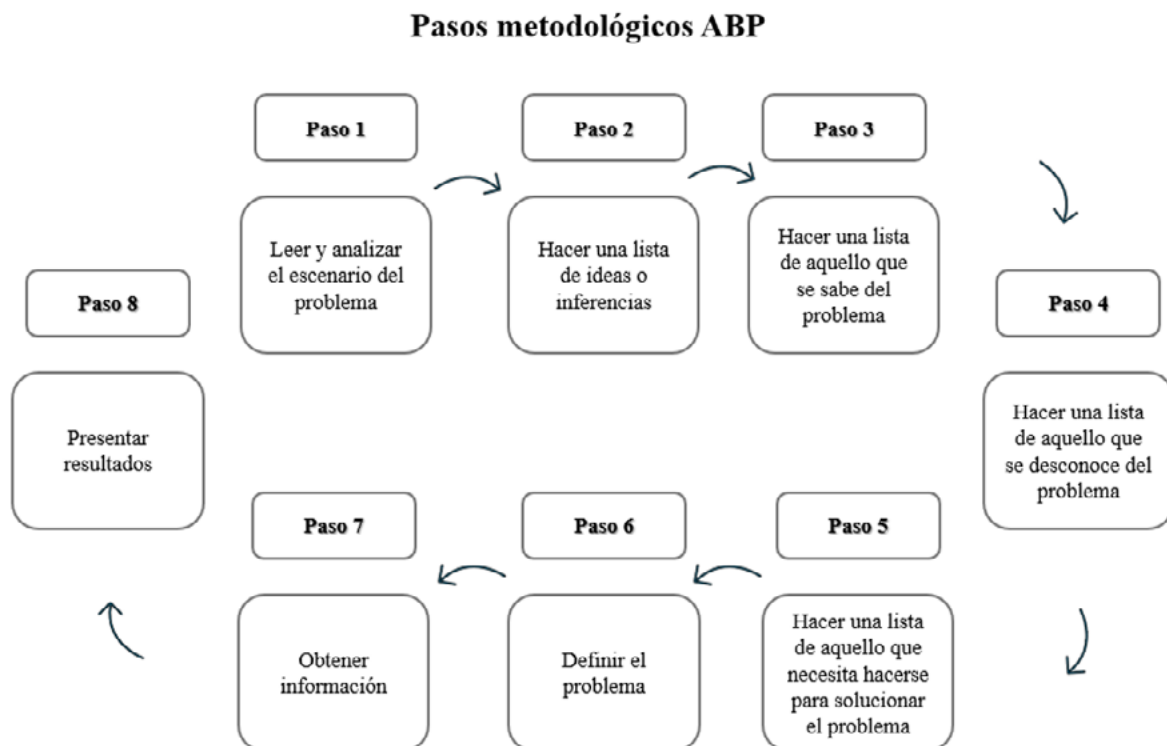 Pasos metodológicos ABP
Paso 1
Leer y analizar
el escenario del
problema
Paso 2
Hacer una lista
de ideas o
inferencias
Paso 3
Hacer una lista
de aquello que
se sabe del
problema
Paso 4
Hacer una lista
de aquello que
se desconoce del
problema
Paso 5
Hacer una lista
de aquello que
necesita hacerse
para solucionar
el problema
Paso 6
Definir el
problema
Paso 7
Obtener
información
Paso 8
Presentar
resultados